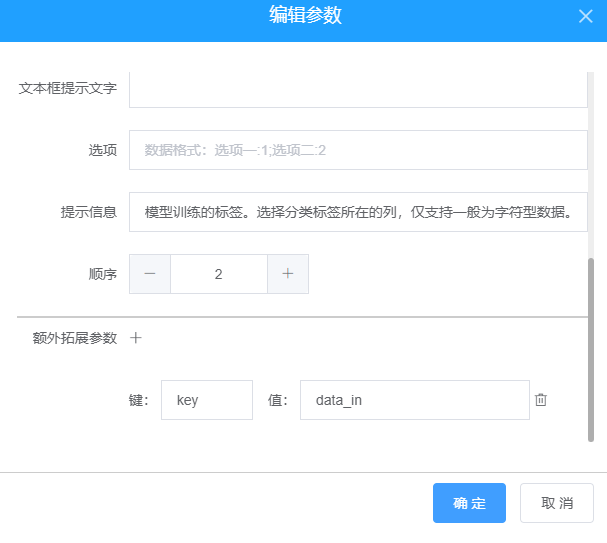 编辑参数
文本框提示文字
选项 数据格式：选项一:1;选项二:2
提示信息 模型训练的标签。选择分类标签所在的列，仅支持一般为字符型数据。
顺序 － 2 ＋
额外拓展参数 ＋
键： key 值： data_in
确 定 取 消